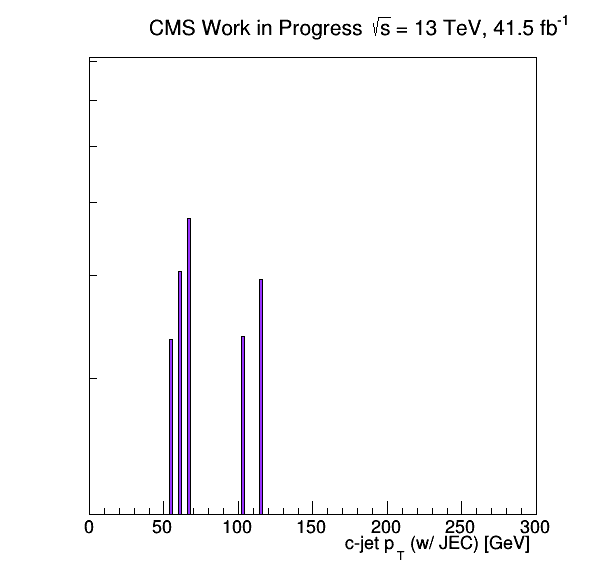 CMS Work in Progress √s = 13 TeV, 41.5 fb⁻¹
0 50 100 150 200 250 300
c-jet p_T (w/ JEC) [GeV]